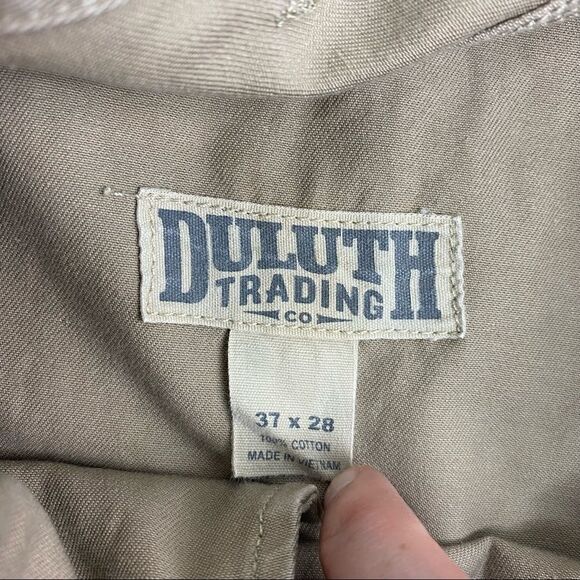 DULUTH
TRADING
CO
37 x 28
100% COTTON
MADE IN VIETNAM